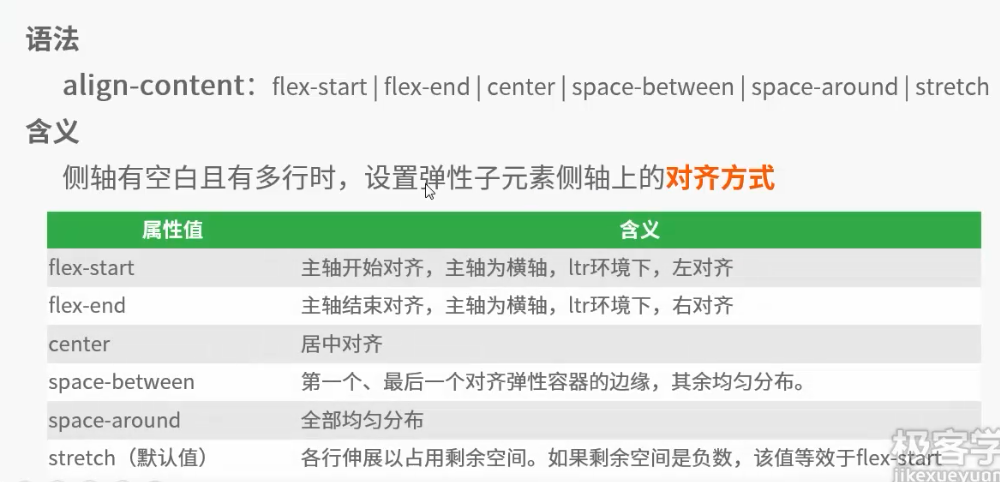 语法
align-content：flex-start | flex-end | center | space-between | space-around | stretch
含义
侧轴有空白且有多行时，设置弹性子元素侧轴上的对齐方式
属性值 含义
flex-start 主轴开始对齐，主轴为横轴，ltr环境下，左对齐
flex-end 主轴结束对齐，主轴为横轴，ltr环境下，右对齐
center 居中对齐
space-between 第一个、最后一个对齐弹性容器的边缘，其余均匀分布。
space-around 全部均匀分布
stretch（默认值） 各行伸展以占用剩余空间。如果剩余空间是负数，该值等效于flex-start
极客学
jikexueyuan